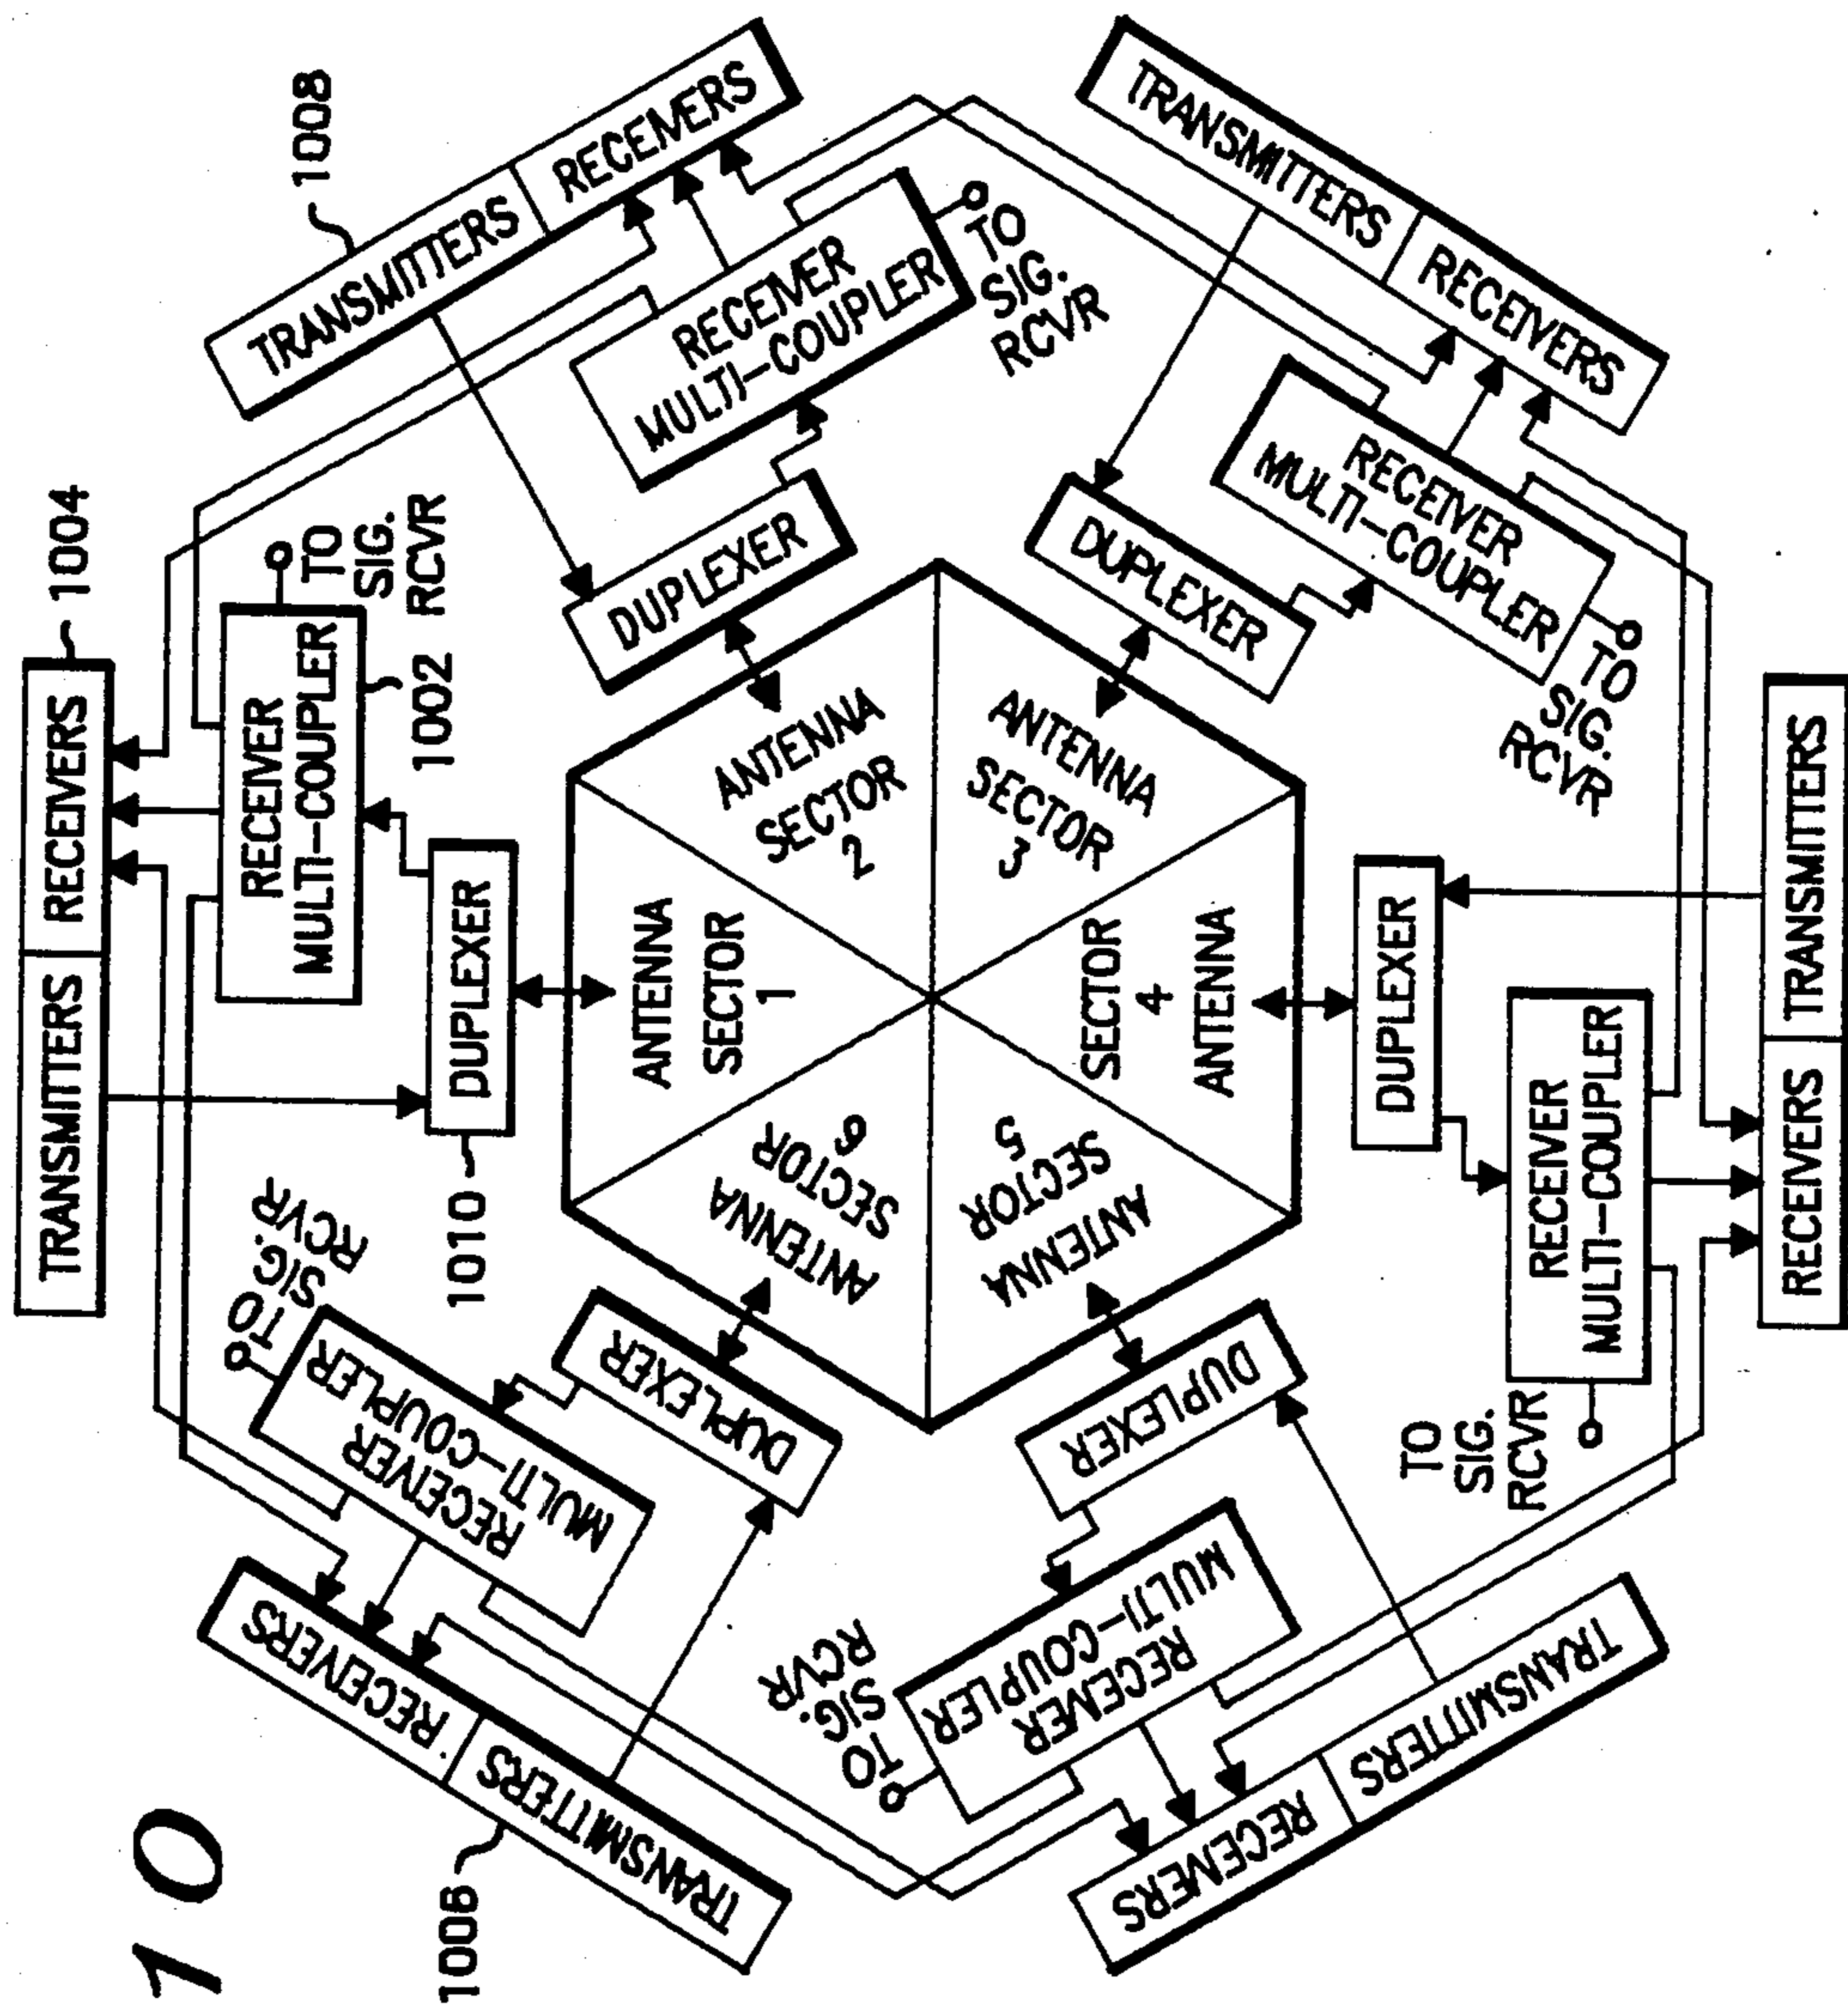 10
1004
TRANSMITTERS
RECEIVERS
RECEIVER
MULTI-COUPLER
TO
SIG.
RCVR
1002
DUPLEXER
1010
ANTENNA
SECTOR
1
1008
TRANSMITTERS
RECEIVERS
RECEIVER
MULTI-COUPLER
TO
SIG.
RCVR
DUPLEXER
ANTENNA
SECTOR
2
TRANSMITTERS
RECEIVERS
RECEIVER
MULTI-COUPLER
TO
SIG.
RCVR
DUPLEXER
ANTENNA
SECTOR
3
SECTOR
4
ANTENNA
DUPLEXER
RECEIVER
MULTI-COUPLER
TO
SIG.
RCVR
RECEIVERS
TRANSMITTERS
5
SECTOR
ANTENNA
DUPLEXER
MULTI-COUPLER
RECEIVER
TO
SIG.
RCVR
TRANSMITTERS
RECEIVERS
6
SECTOR
ANTENNA
DUPLEXER
MULTI-COUPLER
RECEIVER
TO
SIG.
RCVR
RECEIVERS
TRANSMITTERS
1006